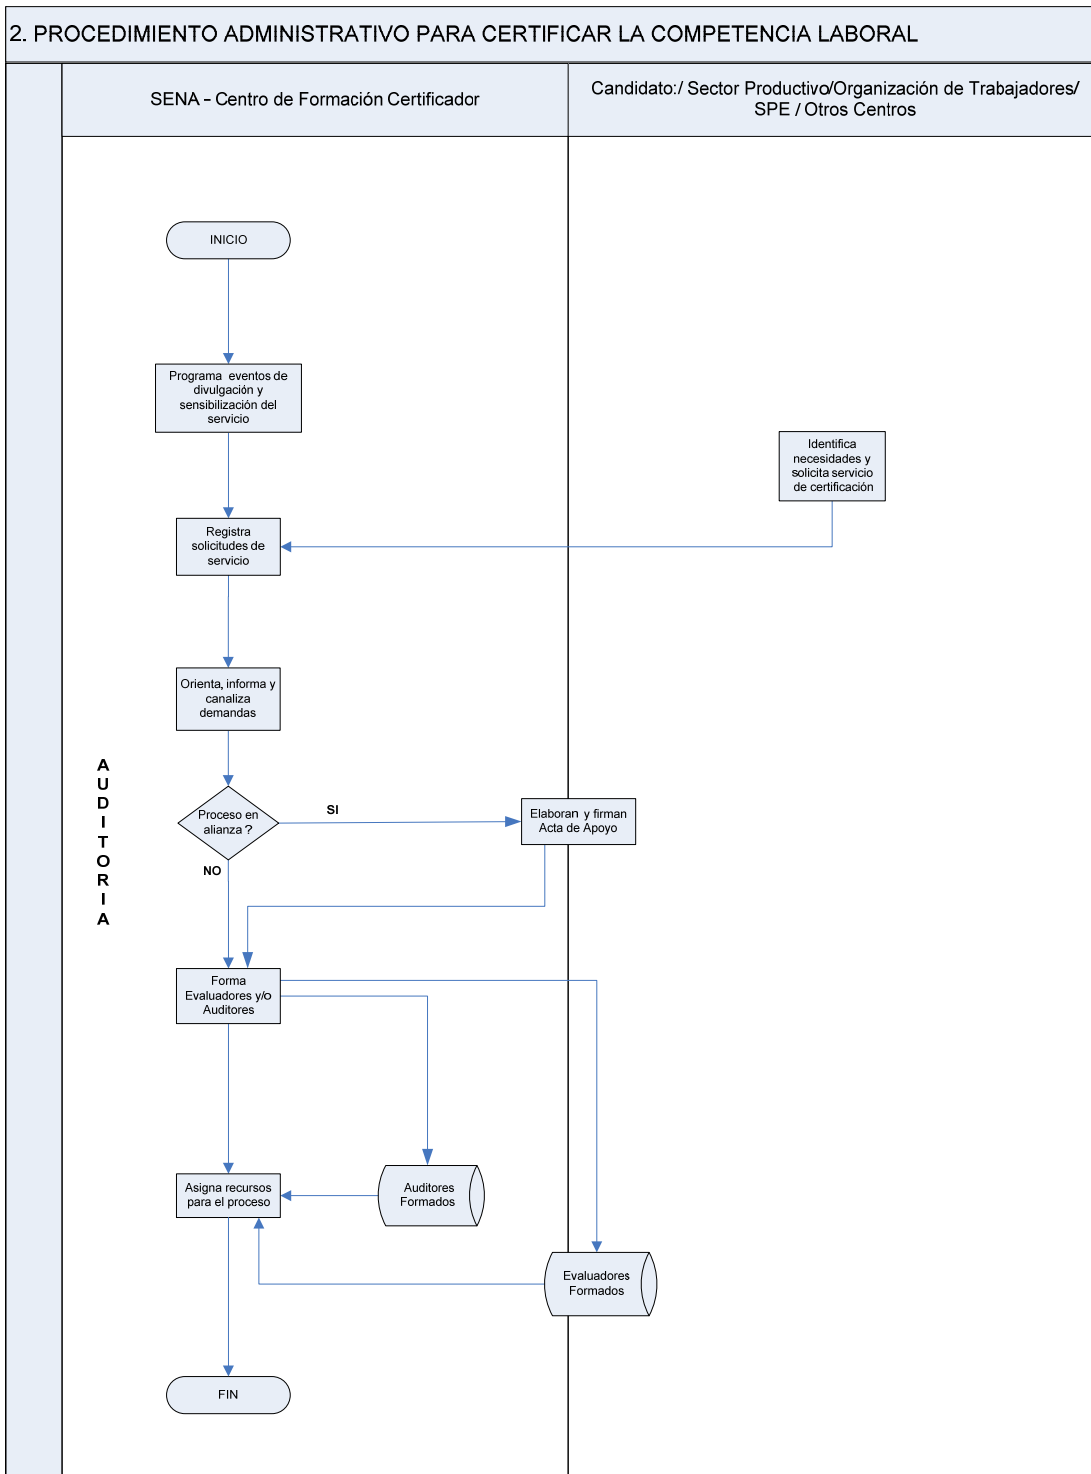 2. PROCEDIMIENTO ADMINISTRATIVO PARA CERTIFICAR LA COMPETENCIA LABORAL
SENA – Centro de Formación Certificador
Candidato:/ Sector Productivo/Organización de Trabajadores/
SPE / Otros Centros
INICIO
Programa eventos de
divulgación y
sensibilización del
servicio
Identifica
necesidades y
solicita servicio
de certificación
Registra
solicitudes de
servicio
Orienta, informa y
canaliza
demandas
A
U
D
I
T
O
R
I
A
Proceso en
alianza ?
SI
Elaboran y firman
Acta de Apoyo
NO
Forma
Evaluadores y/o
Auditores
Asigna recursos
para el proceso
Auditores
Formados
Evaluadores
Formados
FIN